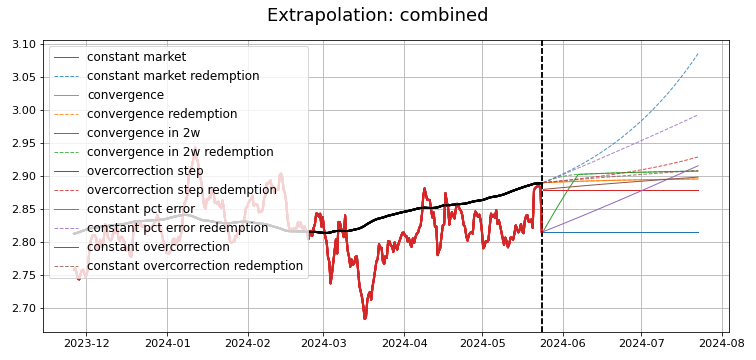 Extrapolation: combined
3.10
3.05
3.00
2.95
2.90
2.85
2.80
2.75
2.70
constant market
constant market redemption
convergence
convergence redemption
convergence in 2w
convergence in 2w redemption
overcorrection step
overcorrection step redemption
constant pct error
constant pct error redemption
constant overcorrection
constant overcorrection redemption
2023-12 2024-01 2024-02 2024-03 2024-04 2024-05 2024-06 2024-07 2024-08